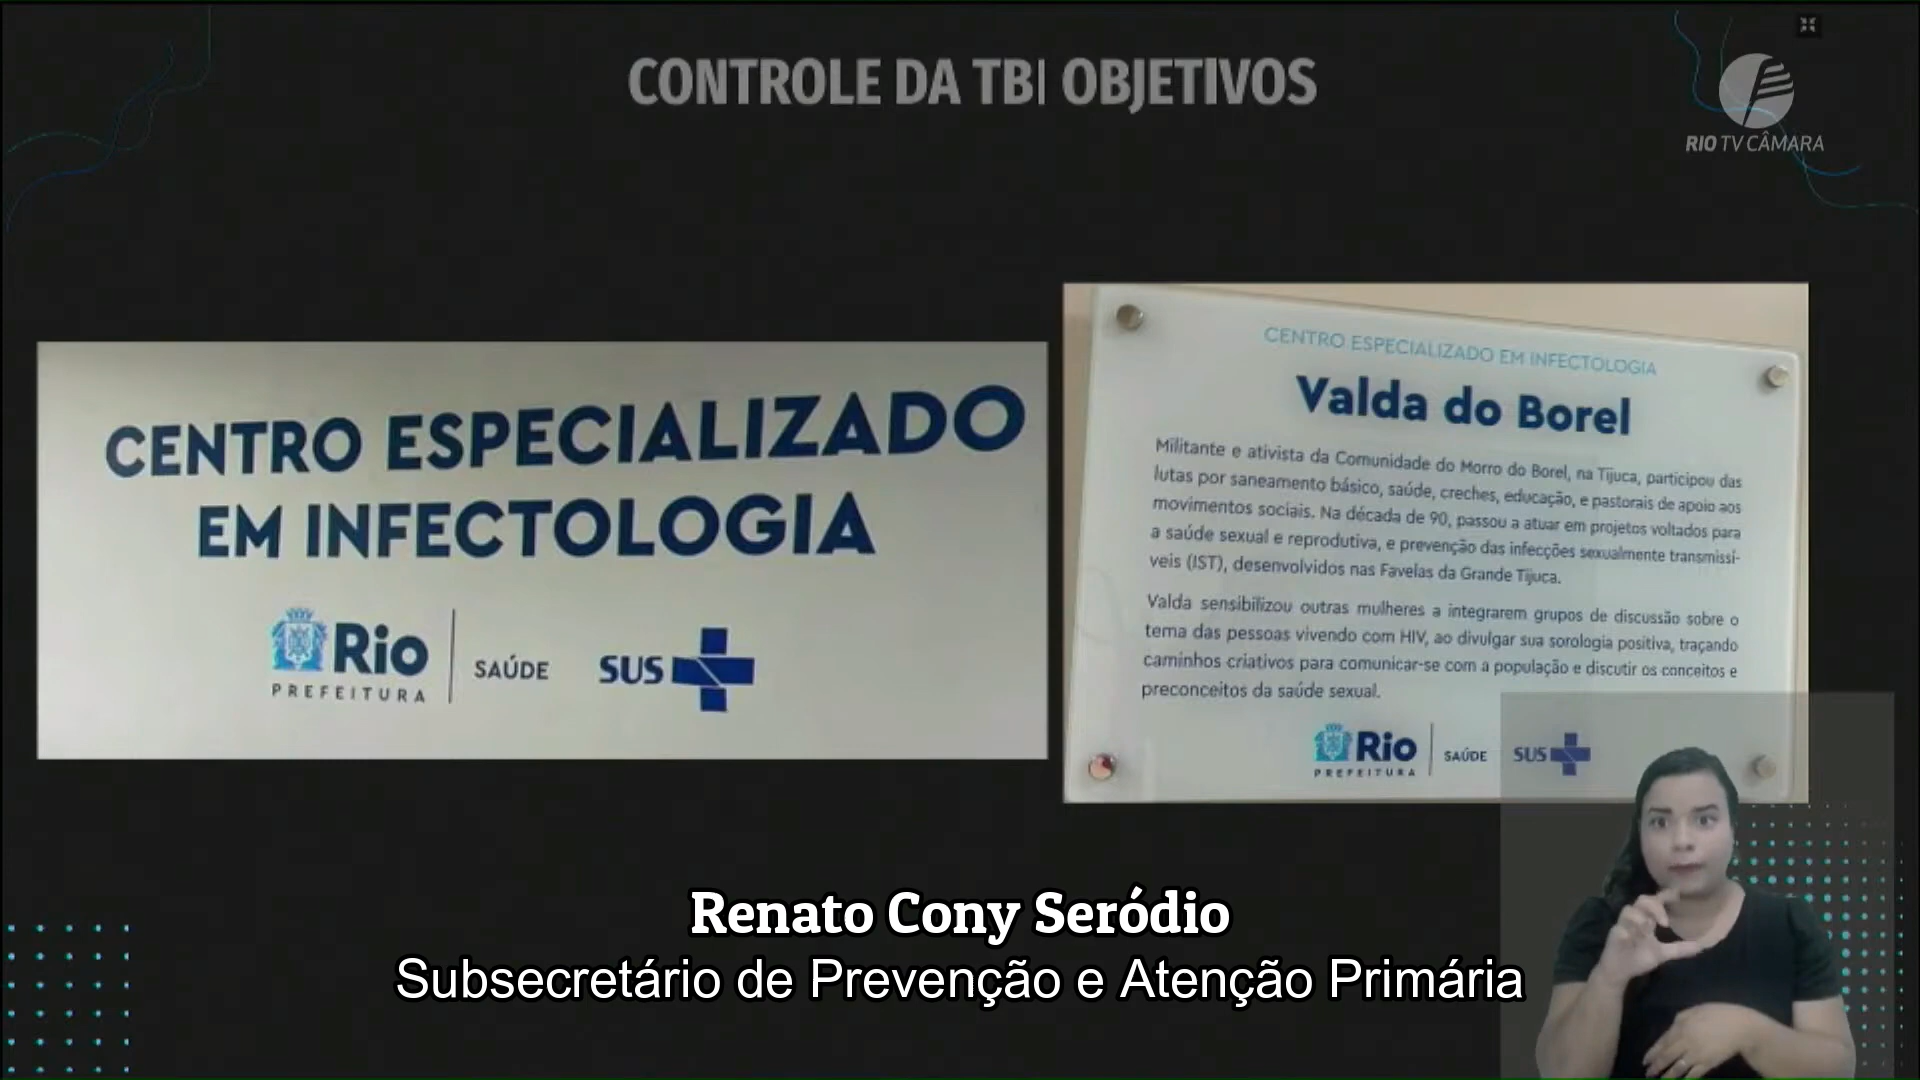 CONTROLE DA TB| OBJETIVOS
RIO TV CÂMARA
CENTRO ESPECIALIZADO
EM INFECTOLOGIA
Rio
PREFEITURA
SAÚDE
SUS
CENTRO ESPECIALIZADO EM INFECTOLOGIA
Valda do Borel
Militante e ativista da Comunidade do Morro do Borel, na Tijuca, participou das
lutas por saneamento básico, saúde, creches, educação, e pastorais de apoio aos
movimentos sociais. Na década de 90, passou a atuar em projetos voltados para
a saúde sexual e reprodutiva, e prevenção das infecções sexualmente transmissí-
veis (IST), desenvolvidos nas Favelas da Grande Tijuca.
Valda sensibilizou outras mulheres a integrarem grupos de discussão sobre o
tema das pessoas vivendo com HIV, ao divulgar sua sorologia positiva, traçando
caminhos criativos para comunicar-se com a população e discutir os conceitos e
preconceitos da saúde sexual.
Rio
PREFEITURA
SAÚDE
SUS
Renato Cony Seródio
Subsecretário de Prevenção e Atenção Primária